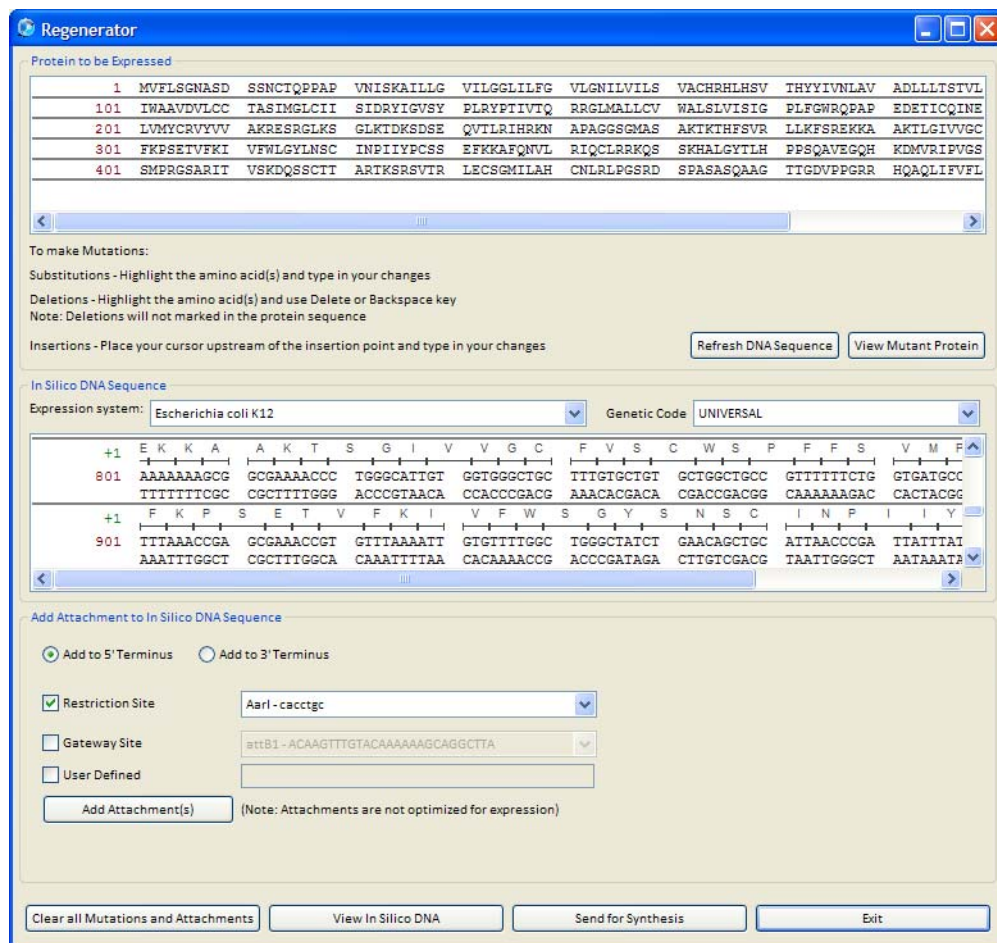 Regenerator
Protein to be Expressed
1 MVFLSGNASD SSNCTQPPAP VNISKAILLG VILGGLILFG VLGNILVILS VACHRHLHSV THYYIVNLAV ADLLLTSTVL
101 IWAAVDVLCC TASIMGLCII SIDRYIGVSY PLRYPTIVTQ RRGLMALLCV WALSLVISIG PLFGWRQPAP EDETICQINE
201 LVMYCRVYVV AKRESRGLKS GLKTDKSDSE QVTLRIHRKN APAGGSGMAS AKTKTHFSVR LLKFSREKKA AKTLGIVVGC
301 FKPSETVFKI VFWLGYLNSC INPIIYPCSS EFKKAFQNVL RIQCLRRKQS SKHALGYTLH PPSQAVEGQH KDMVRIPVGS
401 SMPRGSARIT VSKDQSSCTT ARTKSRSVTR LECSGMILAH CNLRLPGSRD SPASASQAAG TTGDVPPGRR HQAQLIFVFL
To make Mutations:
Substitutions - Highlight the amino acid(s) and type in your changes
Deletions - Highlight the amino acid(s) and use Delete or Backspace key
Note: Deletions will not marked in the protein sequence
Insertions - Place your cursor upstream of the insertion point and type in your changes
Refresh DNA Sequence View Mutant Protein
In Silico DNA Sequence
Expression system: Escherichia coli K12 Genetic Code UNIVERSAL
+1 E K K A A K T S G I V V G C F V S C W S P F F S V M P
801 AAAAAAAGCG GCGAAAACCC TGGGCATTGT GGTGGGCTGC TTTGTGCTGT GCTGGCTGCC GTTTTTTCTG GTGATGCC
TTTTTTTCGC CGCTTTTGGG ACCCGTAACA CCACCCGACG AAACACGACA CGACCGACGG CAAAAAAGAC CACTACGG
+1 F K P S E T V F K I V F W S G Y S N S C I N P I I Y
901 TTTAAACCGA GCGAAACCGT GTTTAAAATT GTGTTTTGGC TGGGCTATCT GAACAGCTGC ATTAACCCGA TTATTTAT
AAATTTGGCT CGCTTTGGCA CAAATTTTAA CACAAAACCG ACCCGATAGA CTTGTCGACG TAATTGGGCT AATAAATA
Add Attachment to In Silico DNA Sequence
Add to 5' Terminus Add to 3' Terminus
Restriction Site AarI - cacctgc
Gateway Site attB1 - ACAAGTTTGTACAAAAAAGCAGGCTTA
User Defined
Add Attachment(s) (Note: Attachments are not optimized for expression)
Clear all Mutations and Attachments View In Silico DNA Send for Synthesis Exit